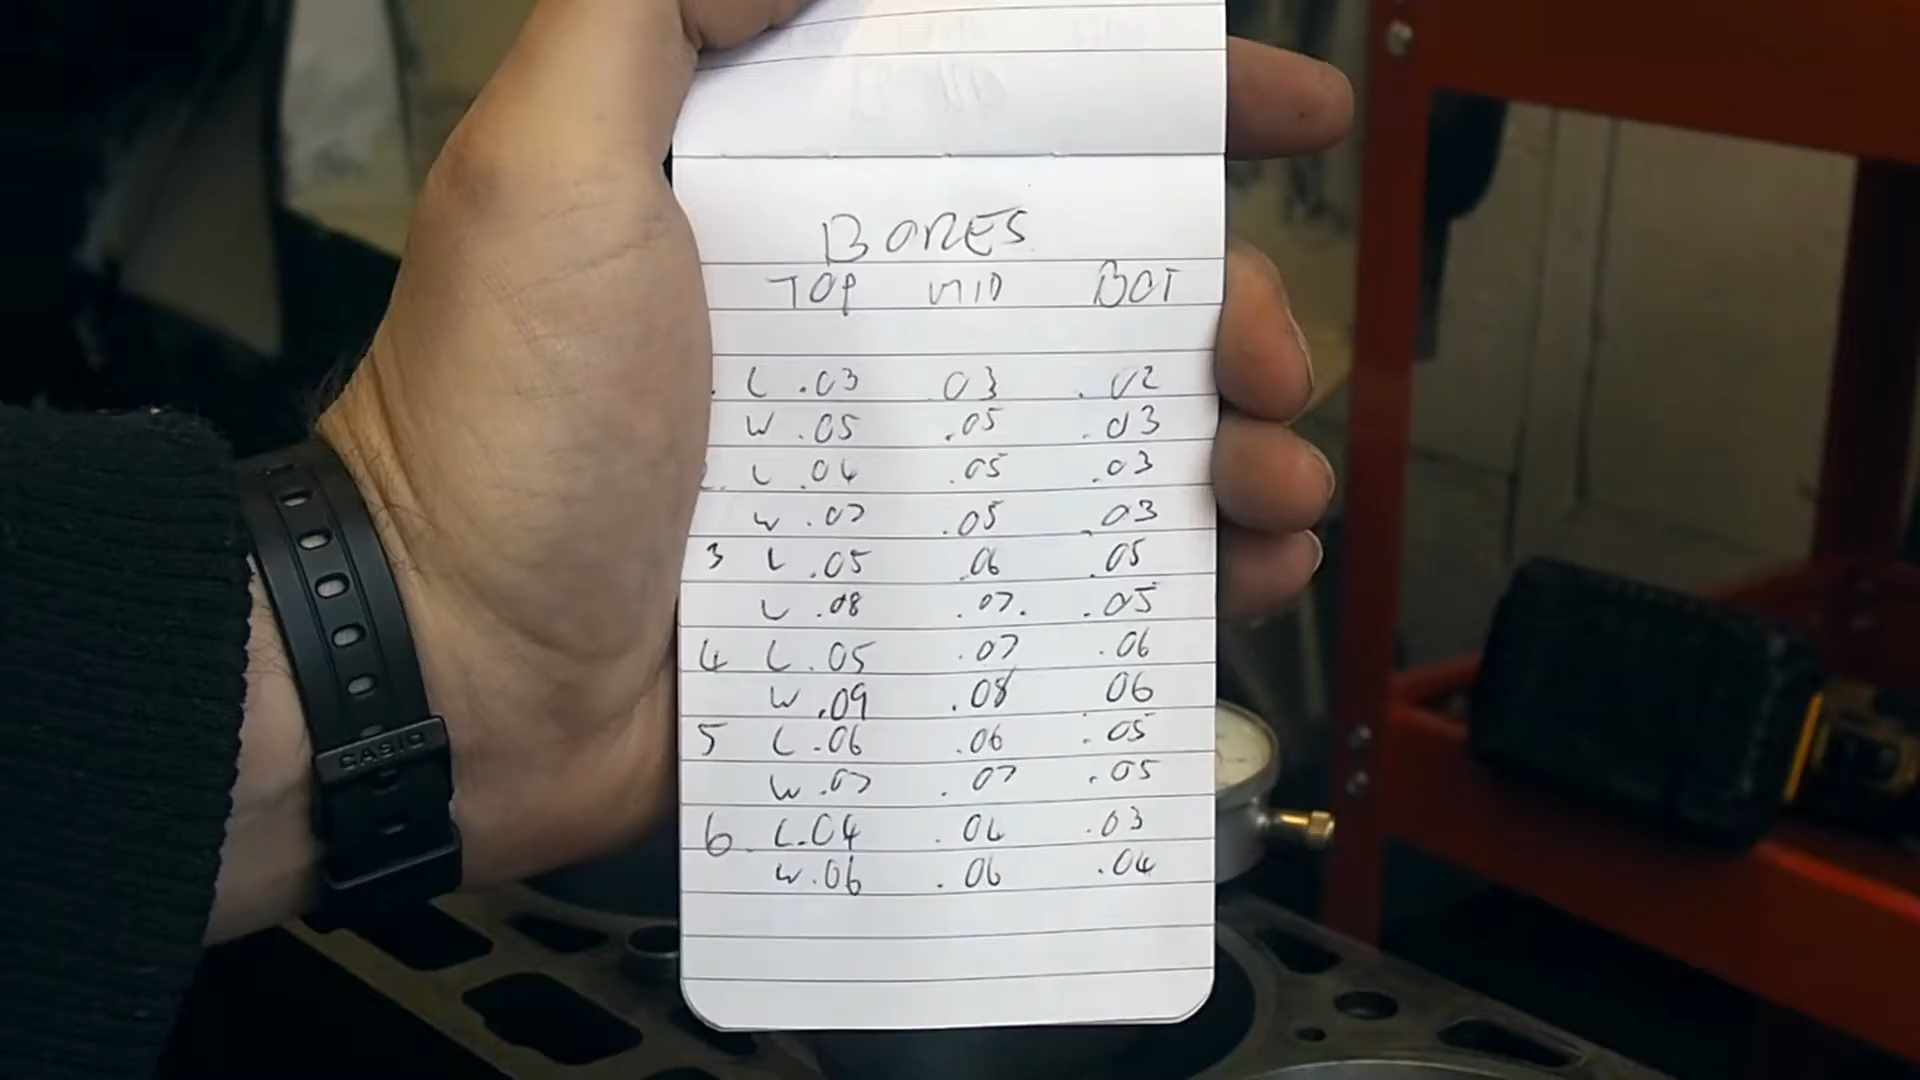 BORES
TOP MID BOT
L .03 03 .02
W .05 .05 .03
L .04 .05 .03
W .07 .05 .03
3 L .05 .06 .05
L .08 .07. .05
4 L .05 .07 .06
W .09 .08 06
5 L .06 .06 .05
W .07 .07 .05
6. L .04 .04 .03
W .06 .06 .04
CASIO